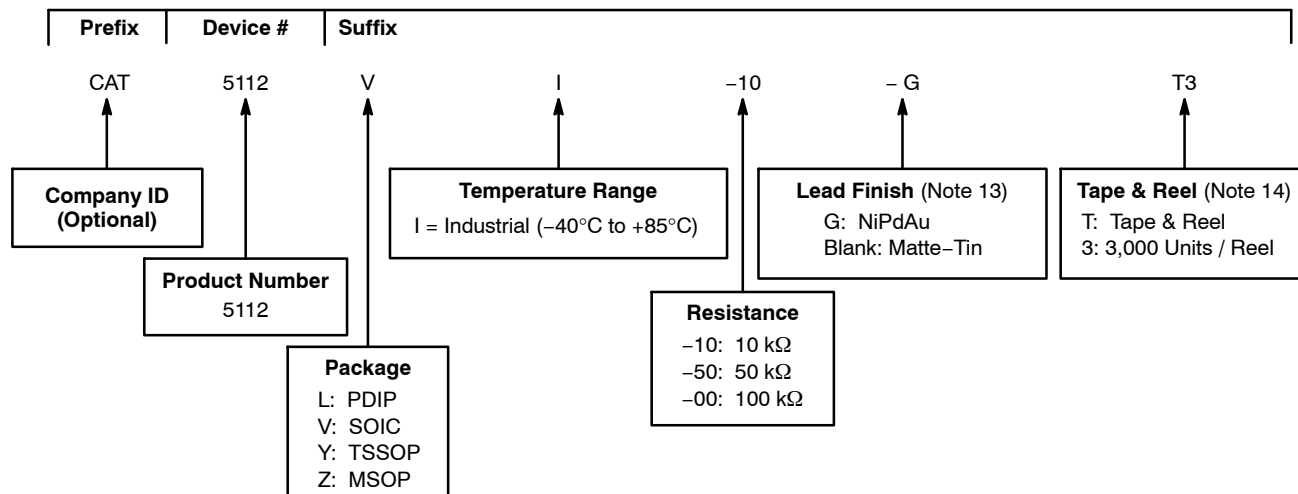 Prefix Device # Suffix
CAT 5112 V I −10 − G T3
Company ID
(Optional)
Product Number
5112
Package
L: PDIP
V: SOIC
Y: TSSOP
Z: MSOP
Temperature Range
I = Industrial (−40°C to +85°C)
Resistance
−10: 10 kΩ
−50: 50 kΩ
−00: 100 kΩ
Lead Finish (Note 13)
G: NiPdAu
Blank: Matte−Tin
Tape & Reel (Note 14)
T: Tape & Reel
3: 3,000 Units / Reel